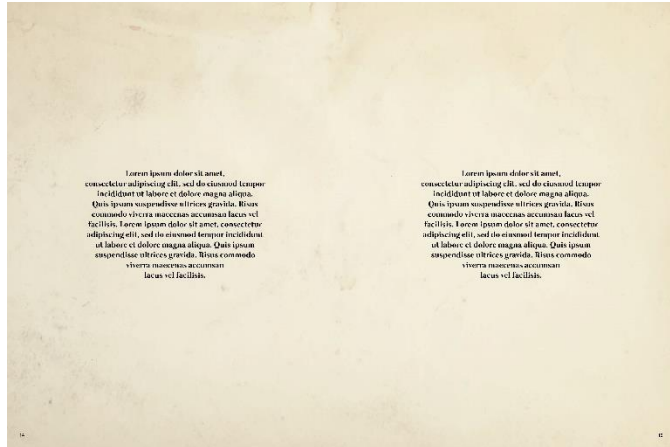 Lorem ipsum dolor sit amet,
consectetur adipiscing elit, sed do eiusmod tempor
incididunt ut labore et dolore magna aliqua.
Quis ipsum suspendisse ultrices gravida. Risus
commodo viverra maecenas accumsan lacus vel
facilisis. Lorem ipsum dolor sit amet, consectetur
adipiscing elit, sed do eiusmod tempor incididunt
ut labore et dolore magna aliqua. Quis ipsum
suspendisse ultrices gravida. Risus commodo
viverra maecenas accumsan
lacus vel facilisis.
Lorem ipsum dolor sit amet,
consectetur adipiscing elit, sed do eiusmod tempor
incididunt ut labore et dolore magna aliqua.
Quis ipsum suspendisse ultrices gravida. Risus
commodo viverra maecenas accumsan lacus vel
facilisis. Lorem ipsum dolor sit amet, consectetur
adipiscing elit, sed do eiusmod tempor incididunt
ut labore et dolore magna aliqua. Quis ipsum
suspendisse ultrices gravida. Risus commodo
viverra maecenas accumsan
lacus vel facilisis.